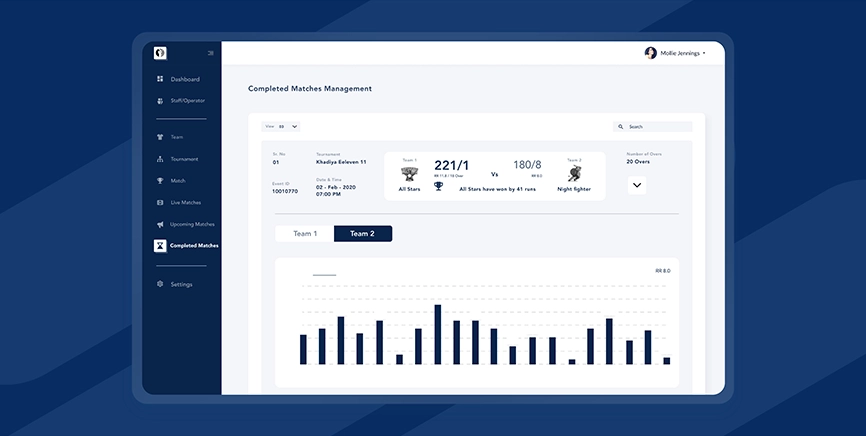 Mollie Jennings
Dashboard
Staff/Operator
Team
Tournament
Match
Live Matches
Upcoming Matches
Completed Matches
Settings
Completed Matches Management
View 88
Search
Sr. No
01
Tournament
Khadiya Eeleven 11
Event ID
10010770
Date & Time
02 - Feb - 2020
07:00 PM
Team 1
All Stars
221/1
RR 11.8 / 16 Over
Vs
180/8
RR 8.0
All Stars have won by 41 runs
Team 2
Night fighter
Number of Overs
20 Overs
Team 1
Team 2
RR 8.0